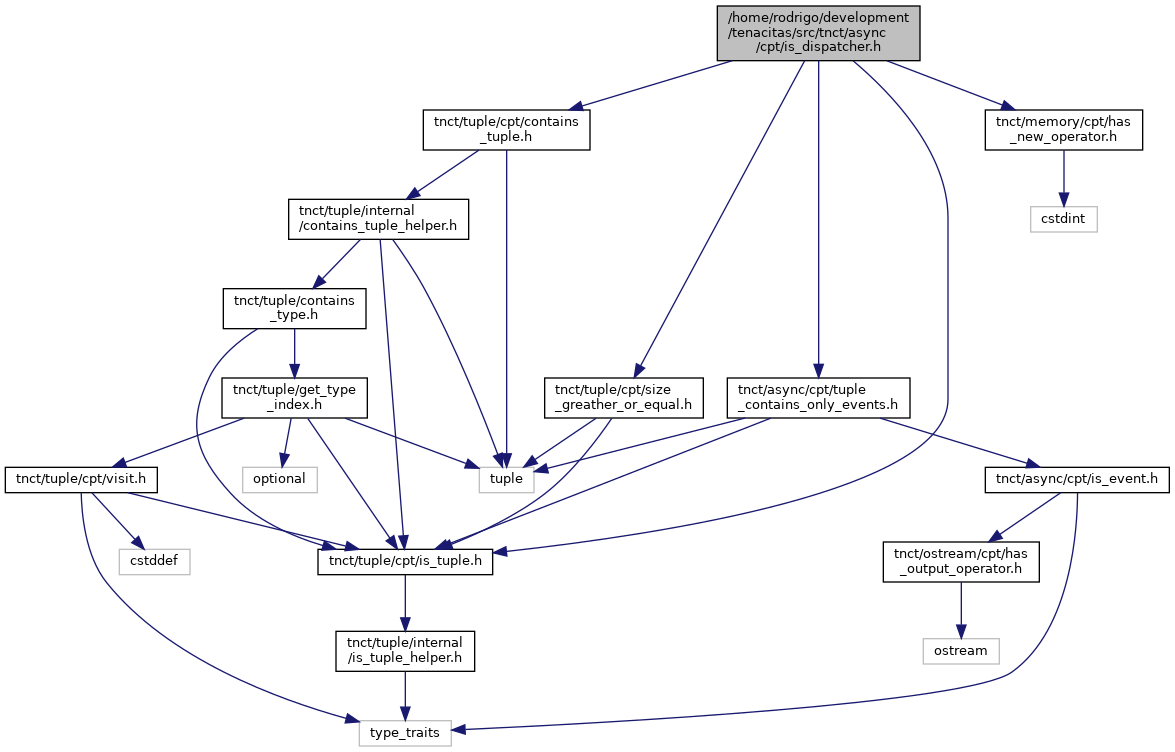 /home/rodrigo/development
/tenacitas/src/tnct/async
/cpt/is_dispatcher.h
tnct/tuple/cpt/contains
_tuple.h
tnct/memory/cpt/has
_new_operator.h
tnct/tuple/internal
/contains_tuple_helper.h
cstdint
tnct/tuple/contains
_type.h
tnct/tuple/get_type
_index.h
tnct/tuple/cpt/size
_greather_or_equal.h
tnct/async/cpt/tuple
_contains_only_events.h
tnct/tuple/cpt/visit.h
optional
tuple
tnct/async/cpt/is_event.h
cstddef
tnct/tuple/cpt/is_tuple.h
tnct/ostream/cpt/has
_output_operator.h
tnct/tuple/internal
/is_tuple_helper.h
ostream
type_traits